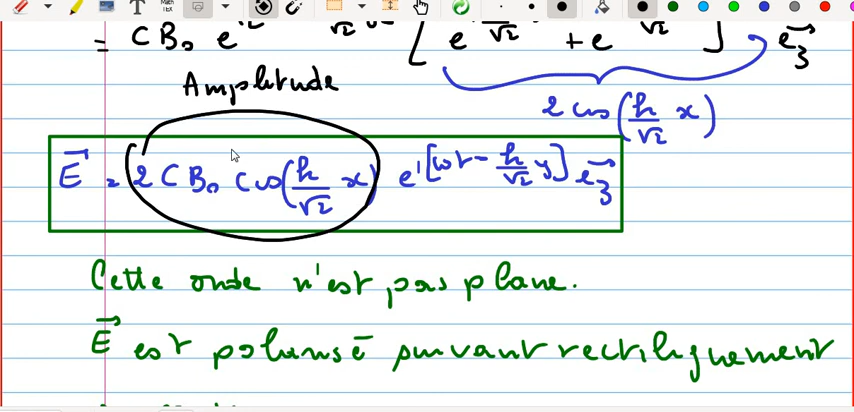 = C B₀ e [ e + e ] e₃
Amplitude
2 cos(k/√2 x)
E = 2 C B₀ cos(k/√2 x) e^i[ωt - k/√2 y] e₃
Cette onde n'est pas plane.
E est polarisé suivant rectilignement